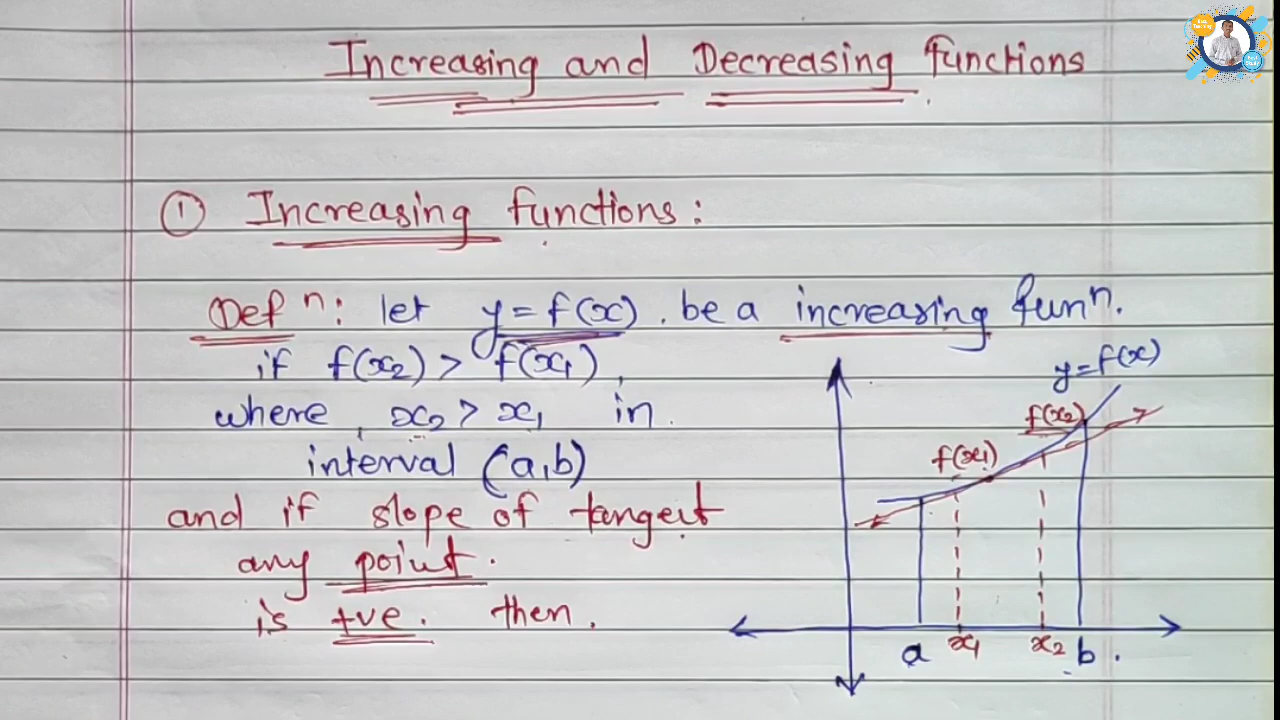 Increasing and Decreasing functions
① Increasing functions:
Defⁿ: let y=f(x). be a increasing funⁿ.
if f(x₂) > f(x₁),
where, x₂ > x₁ in.
interval (a,b)
and if slope of tangent
any point.
is +ve. then.
y=f(x)
f(x₂)
f(x₁)
a x₁ x₂ b.